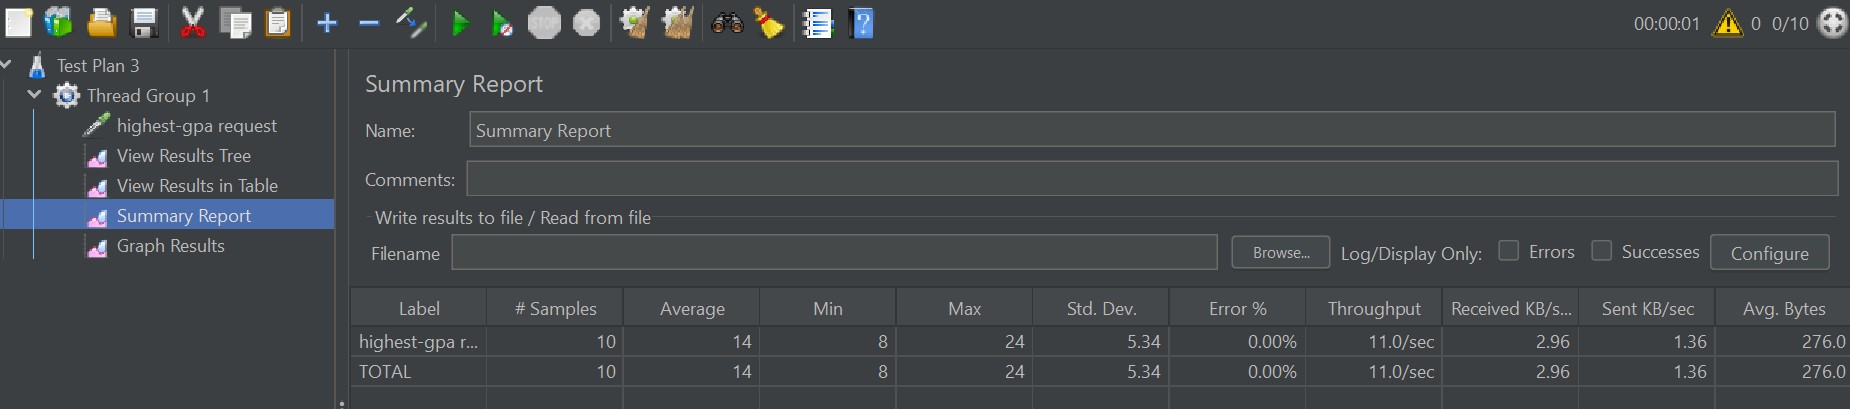 00:00:01 0 0/10
Test Plan 3
Thread Group 1
highest-gpa request
View Results Tree
View Results in Table
Summary Report
Graph Results
Summary Report
Name: Summary Report
Comments:
Write results to file / Read from file
Filename Browse... Log/Display Only: Errors Successes Configure
Label # Samples Average Min Max Std. Dev. Error % Throughput Received KB/s... Sent KB/sec Avg. Bytes
highest-gpa r... 10 14 8 24 5.34 0.00% 11.0/sec 2.96 1.36 276.0
TOTAL 10 14 8 24 5.34 0.00% 11.0/sec 2.96 1.36 276.0